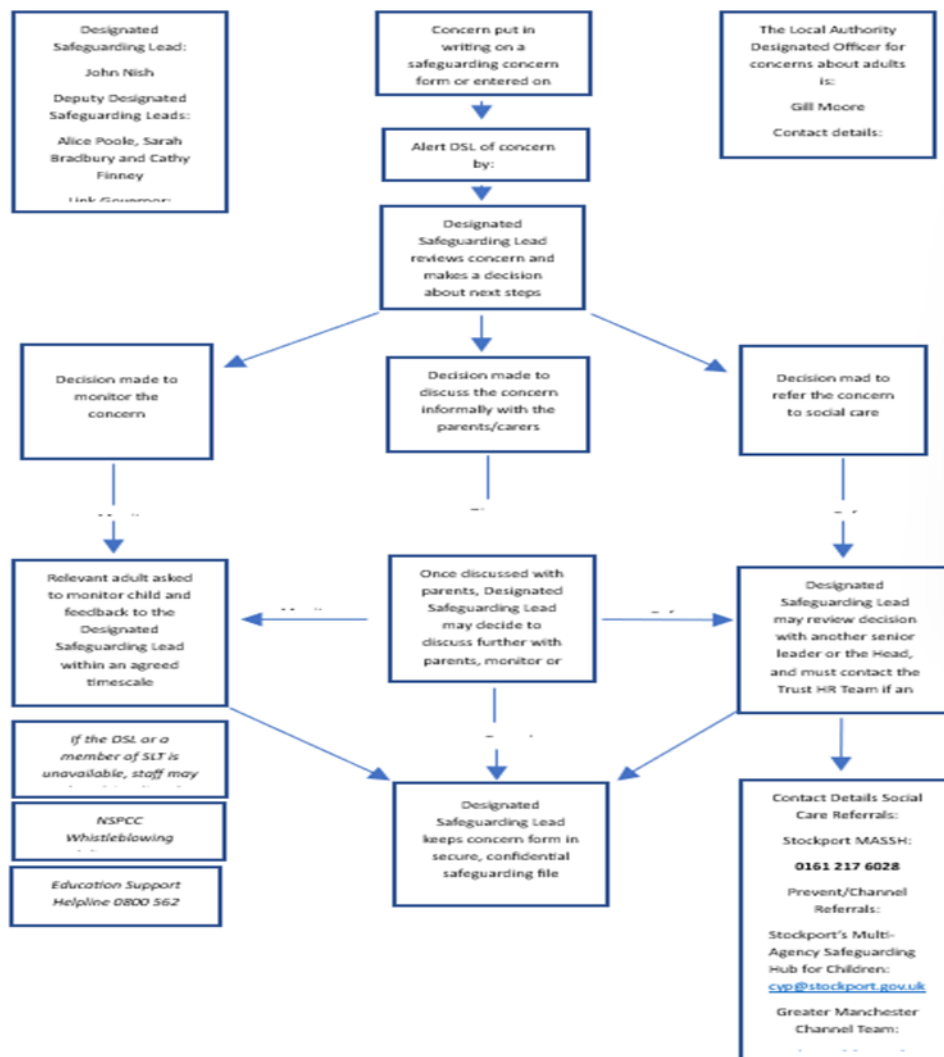 Designated
Safeguarding Lead:
John Nish
Deputy Designated
Safeguarding Leads:
Alice Poole, Sarah
Bradbury and Cathy
Finney
Link Governor:
Concern put in
writing on a
safeguarding concern
form or entered on
The Local Authority
Designated Officer for
concerns about adults
is:
Gill Moore
Contact details:
Alert DSL of concern
by:
Designated
Safeguarding Lead
reviews concern and
makes a decision
about next steps
Decision made to
monitor the
concern
Decision made to
discuss the concern
informally with the
parents/carers
Decision mad to
refer the concern
to social care
Relevant adult asked
to monitor child and
feedback to the
Designated
Safeguarding Lead
within an agreed
timescale
Once discussed with
parents, Designated
Safeguarding Lead
may decide to
discuss further with
parents, monitor or
Designated
Safeguarding Lead
may review decision
with another senior
leader or the Head,
and must contact the
Trust HR Team if an
If the DSL or a
member of SLT is
unavailable, staff may
NSPCC
Whistleblowing
Education Support
Helpline 0800 562
Designated
Safeguarding Lead
keeps concern form in
secure, confidential
safeguarding file
Contact Details Social
Care Referrals:
Stockport MASSH:
0161 217 6028
Prevent/Channel
Referrals:
Stockport's Multi-
Agency Safeguarding
Hub for Children:
cyp@stockport.gov.uk
Greater Manchester
Channel Team: